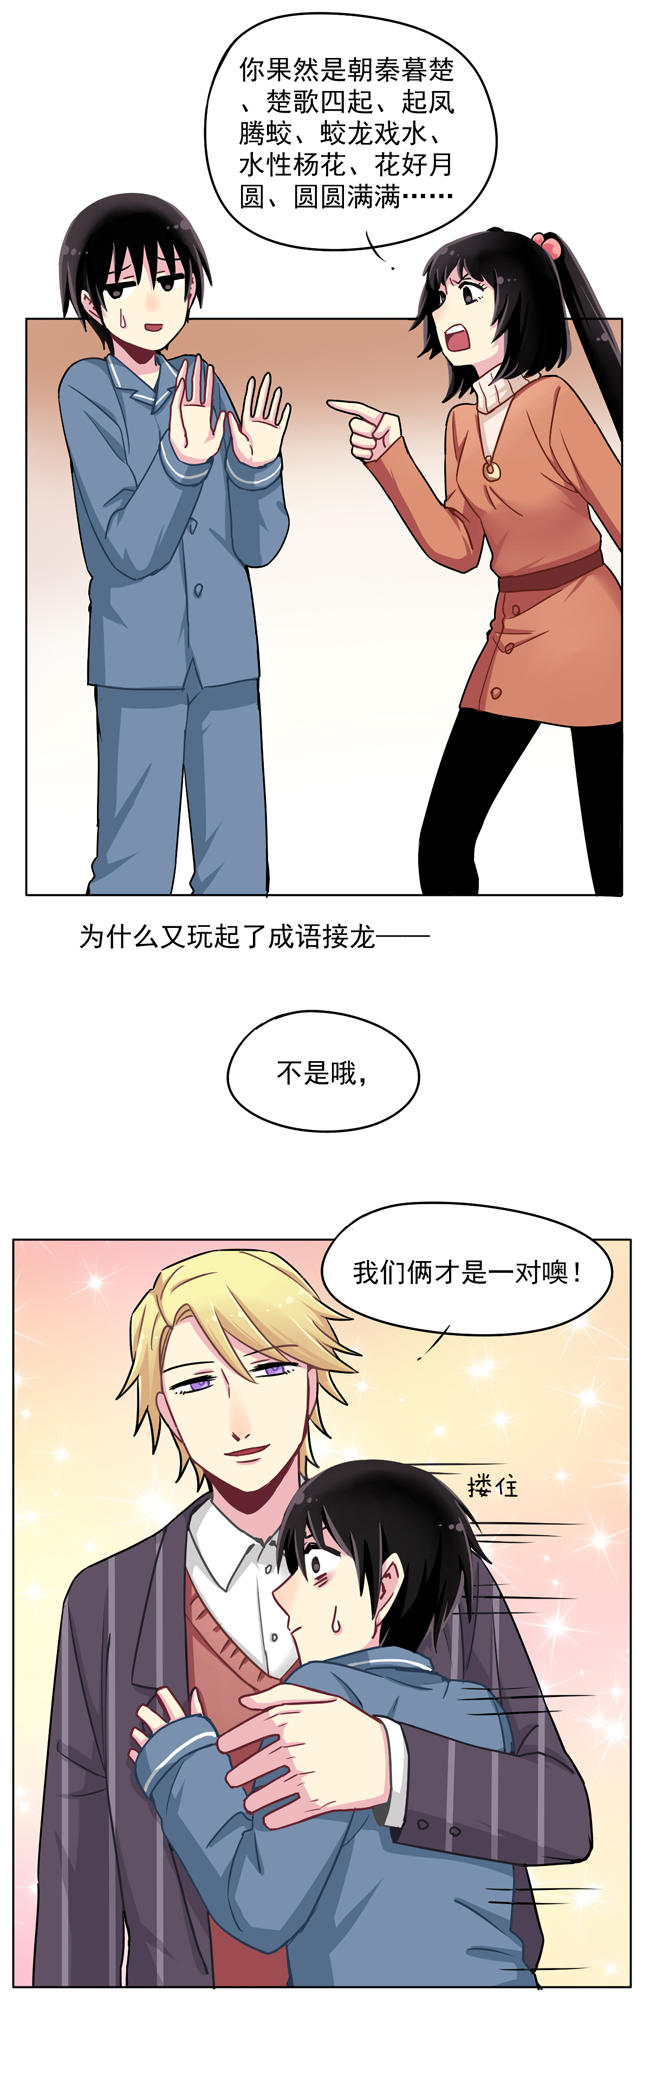 你果然是朝秦暮楚
、楚歌四起、起凤
腾蛟、蛟龙戏水、
水性杨花、花好月
圆、圆圆满满······
为什么又玩起了成语接龙——
不是哦，
我们俩才是一对噢！
搂住